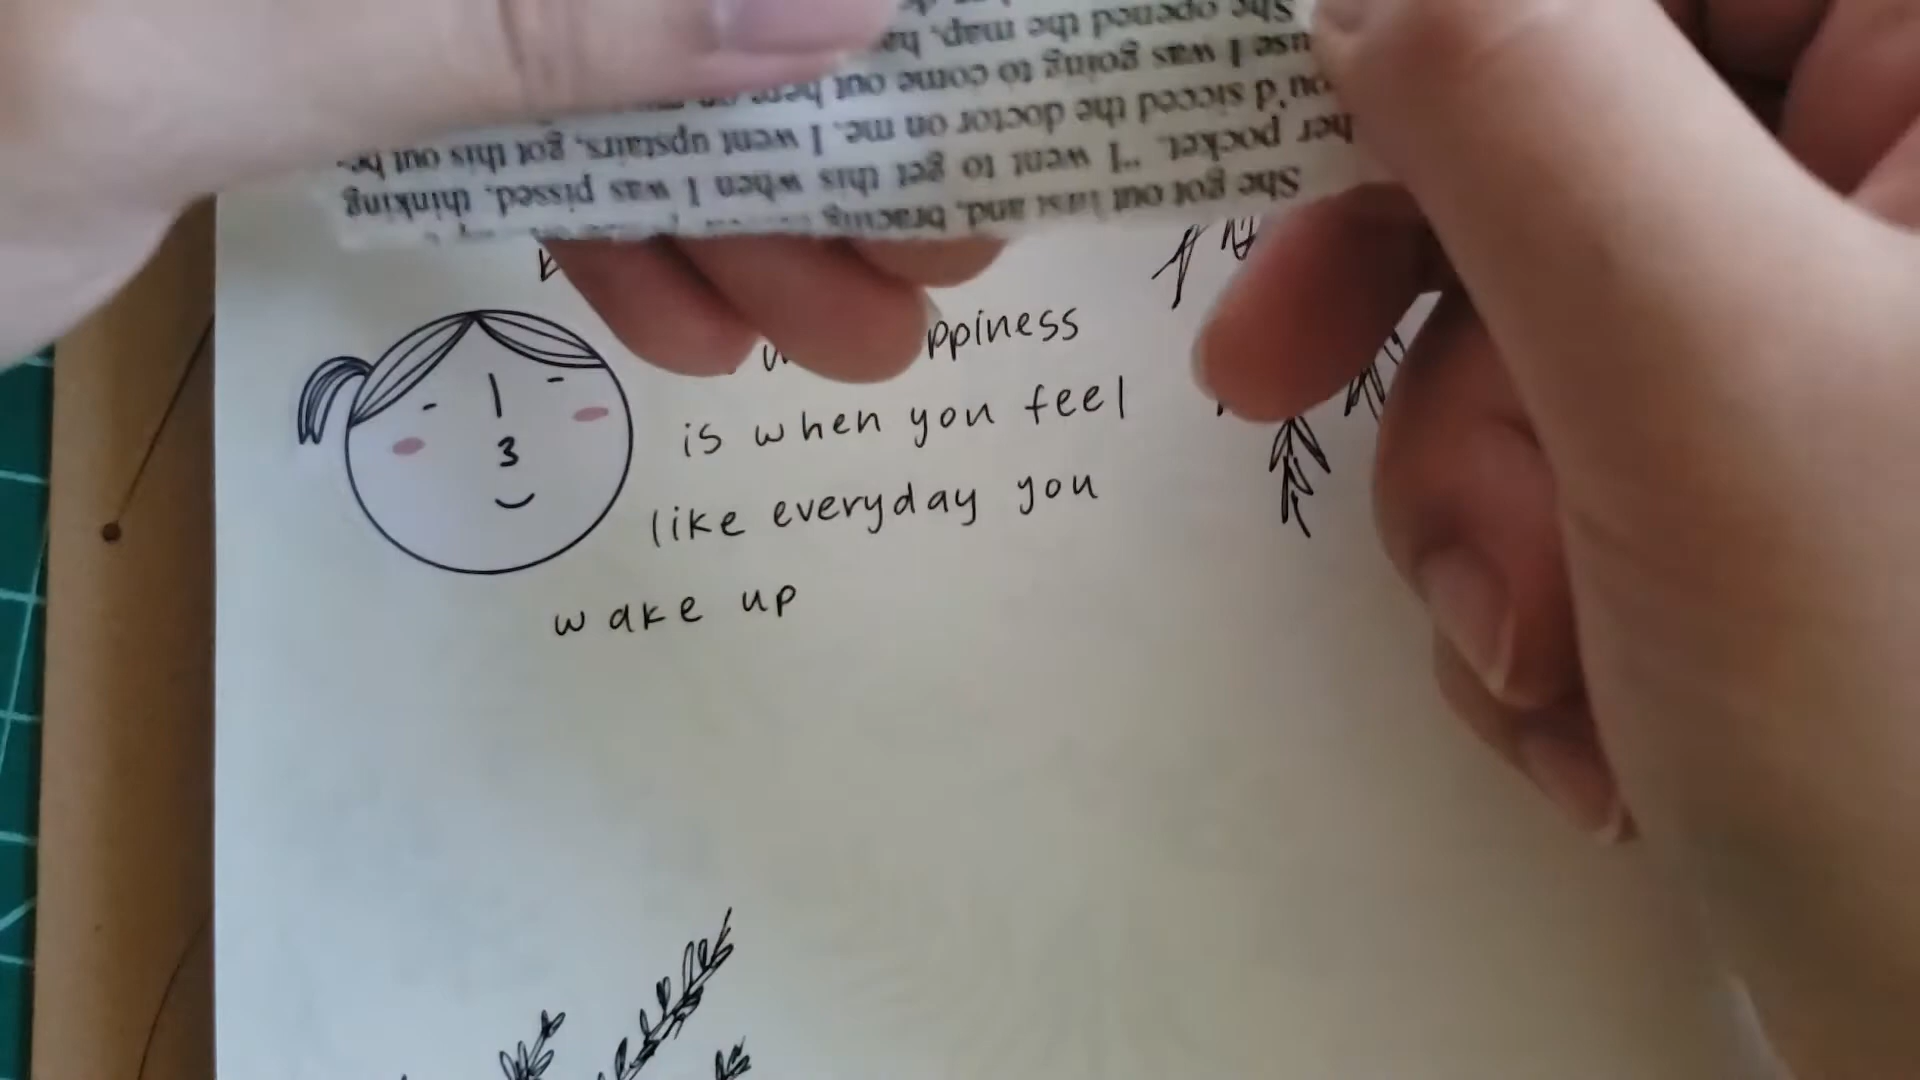 ppiness
is when you feel
like everyday you
wake up
She got out first and, bracing
her pocket. "I went to get this when I was pissed, thinking
ou'd sicced the doctor on me. I went upstairs, got this out
use I was going to come out here
She opened the map, ha